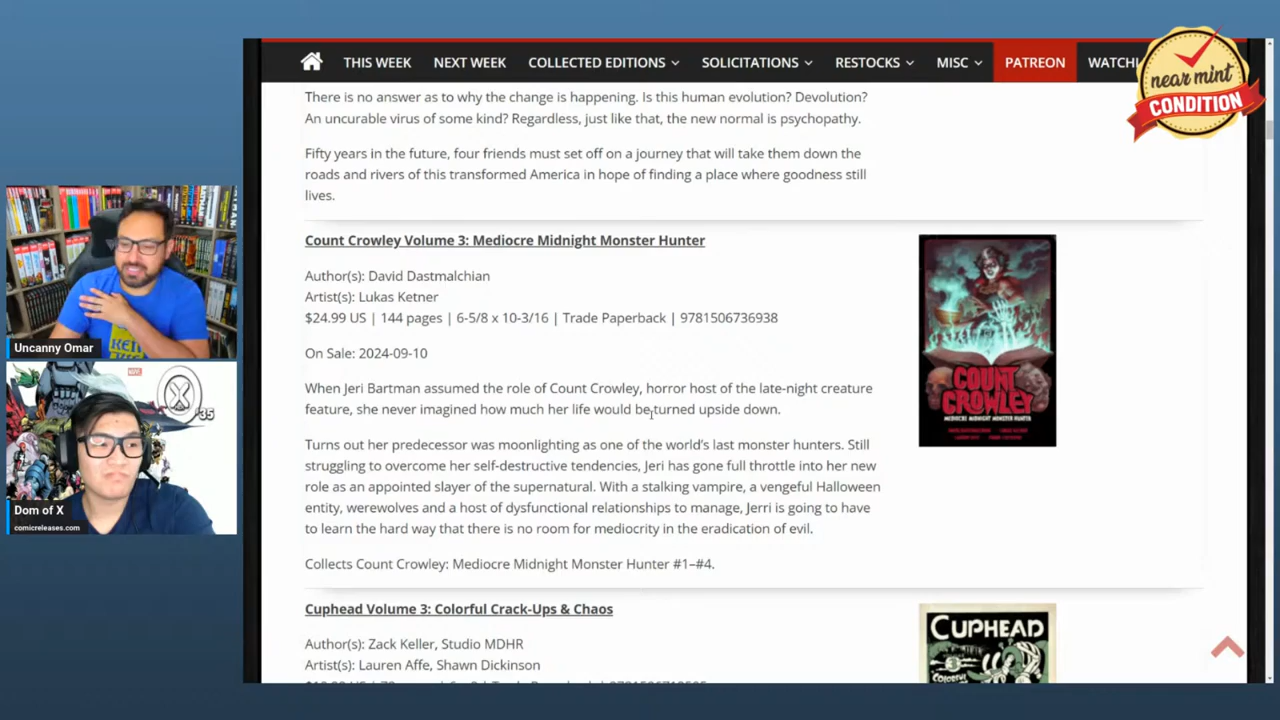 THIS WEEK NEXT WEEK COLLECTED EDITIONS SOLICITATIONS RESTOCKS MISC PATREON
near mint
CONDITION
There is no answer as to why the change is happening. Is this human evolution? Devolution?
An uncurable virus of some kind? Regardless, just like that, the new normal is psychopathy.
Fifty years in the future, four friends must set off on a journey that will take them down the
roads and rivers of this transformed America in hope of finding a place where goodness still
lives.
Count Crowley Volume 3: Mediocre Midnight Monster Hunter
Author(s): David Dastmalchian
Artist(s): Lukas Ketner
$24.99 US | 144 pages | 6-5/8 x 10-3/16 | Trade Paperback | 9781506736938
On Sale: 2024-09-10
When Jeri Bartman assumed the role of Count Crowley, horror host of the late-night creature
feature, she never imagined how much her life would be turned upside down.
Turns out her predecessor was moonlighting as one of the world's last monster hunters. Still
struggling to overcome her self-destructive tendencies, Jeri has gone full throttle into her new
role as an appointed slayer of the supernatural. With a stalking vampire, a vengeful Halloween
entity, werewolves and a host of dysfunctional relationships to manage, Jerri is going to have
to learn the hard way that there is no room for mediocrity in the eradication of evil.
Collects Count Crowley: Mediocre Midnight Monster Hunter #1–#4.
COUNT
CROWLEY
MEDIOCRE MIDNIGHT MONSTER HUNTER
Cuphead Volume 3: Colorful Crack-Ups & Chaos
Author(s): Zack Keller, Studio MDHR
Artist(s): Lauren Affe, Shawn Dickinson
CUPHEAD
COLORFUL
Uncanny Omar
MARVEL
35
Dom of X
comicreleases.com